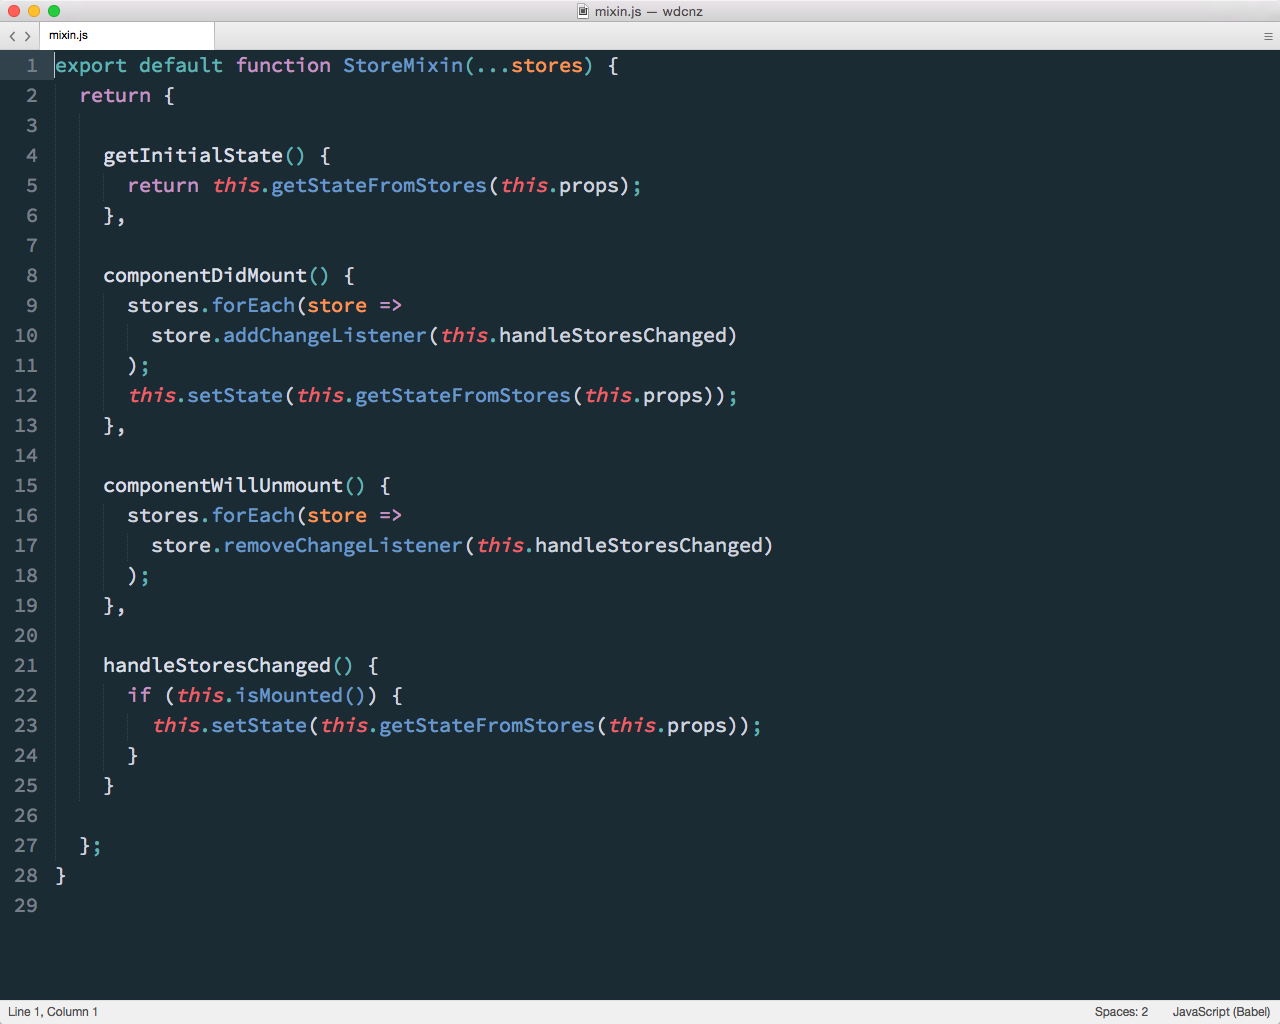 mixin.js — wdcnz
mixin.js
1 export default function StoreMixin(...stores) {
2   return {
3
4     getInitialState() {
5       return this.getStateFromStores(this.props);
6     },
7
8     componentDidMount() {
9       stores.forEach(store =>
10         store.addChangeListener(this.handleStoresChanged)
11       );
12       this.setState(this.getStateFromStores(this.props));
13     },
14
15     componentWillUnmount() {
16       stores.forEach(store =>
17         store.removeChangeListener(this.handleStoresChanged)
18       );
19     },
20
21     handleStoresChanged() {
22       if (this.isMounted()) {
23         this.setState(this.getStateFromStores(this.props));
24       }
25     }
26
27   };
28 }
29
Line 1, Column 1
Spaces: 2
JavaScript (Babel)